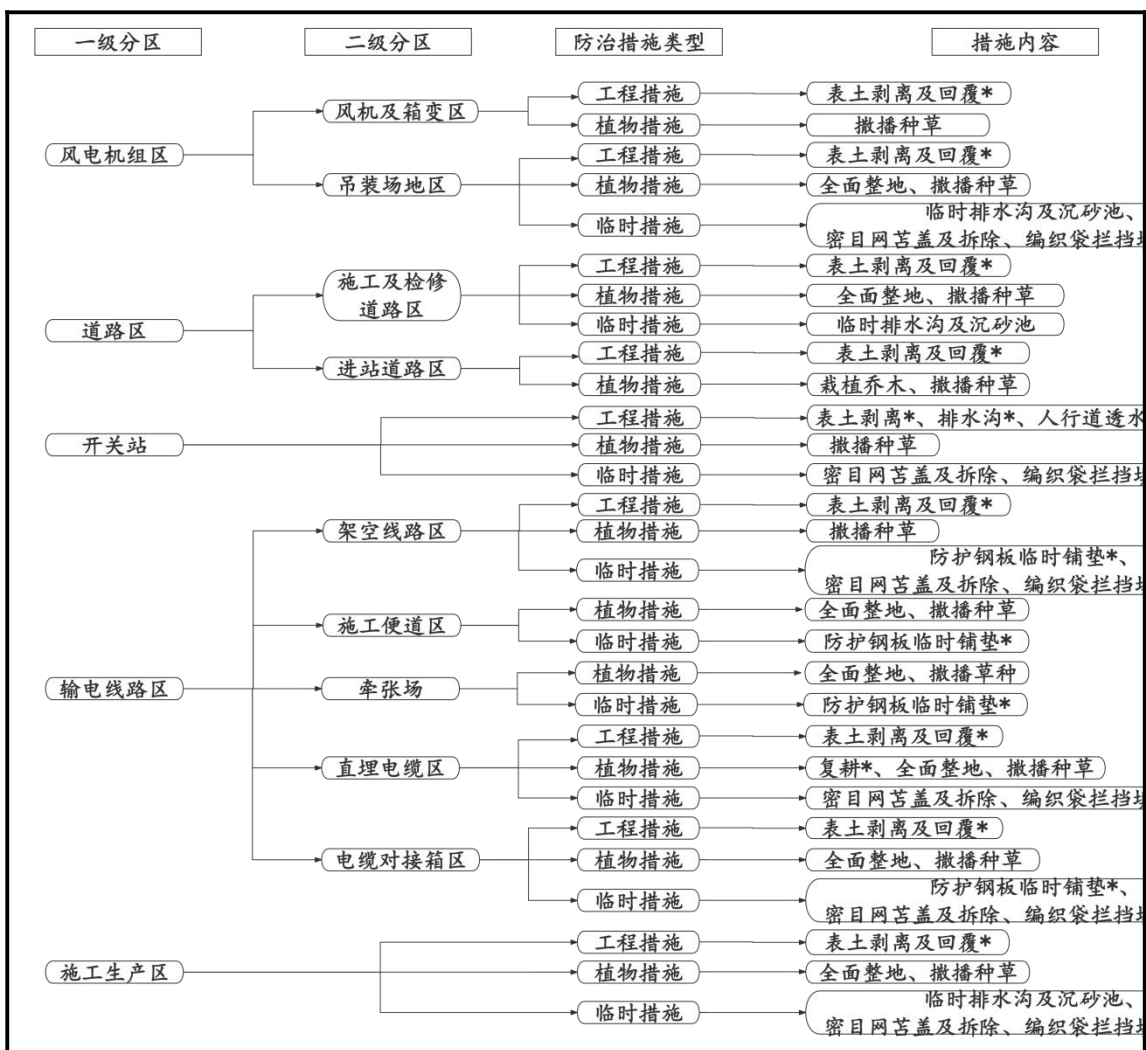 一级分区 二级分区 防治措施类型 措施内容
工程措施 表土剥离及回覆*
风机及箱变区
植物措施 撒播种草
风电机组区
工程措施 表土剥离及回覆*
吊装场地区 植物措施 全面整地、撒播种草
临时排水沟及沉砂池、
临时措施
密目网苫盖及拆除、编织袋拦挡
工程措施 表土剥离及回覆*
施工及检修
道路区
植物措施 全面整地、撒播种草
道路区
临时措施 临时排水沟及沉砂池
工程措施 表土剥离及回覆*
进站道路区
植物措施 栽植乔木、撒播种草
工程措施 表土剥离*、排水沟*、人行道透水
开关站 植物措施 撒播种草
临时措施 密目网苫盖及拆除、编织袋拦挡
工程措施 表土剥离及回覆*
架空线路区 植物措施 撒播种草
防护钢板临时铺垫*、
临时措施
密目网苫盖及拆除、编织袋拦挡
植物措施 全面整地、撒播种草
施工便道区
临时措施 防护钢板临时铺垫*
植物措施 全面整地、撒播草种
输电线路区 牵张场
临时措施 防护钢板临时铺垫*
工程措施 表土剥离及回覆*
直埋电缆区 植物措施 复耕*、全面整地、撒播种草
临时措施 密目网苫盖及拆除、编织袋拦挡
工程措施 表土剥离及回覆*
电缆对接箱区 植物措施 全面整地、撒播种草
防护钢板临时铺垫*、
临时措施
密目网苫盖及拆除、编织袋拦挡
工程措施 表土剥离及回覆*
施工生产区 植物措施 全面整地、撒播种草
临时排水沟及沉砂池、
临时措施
密目网苫盖及拆除、编织袋拦挡